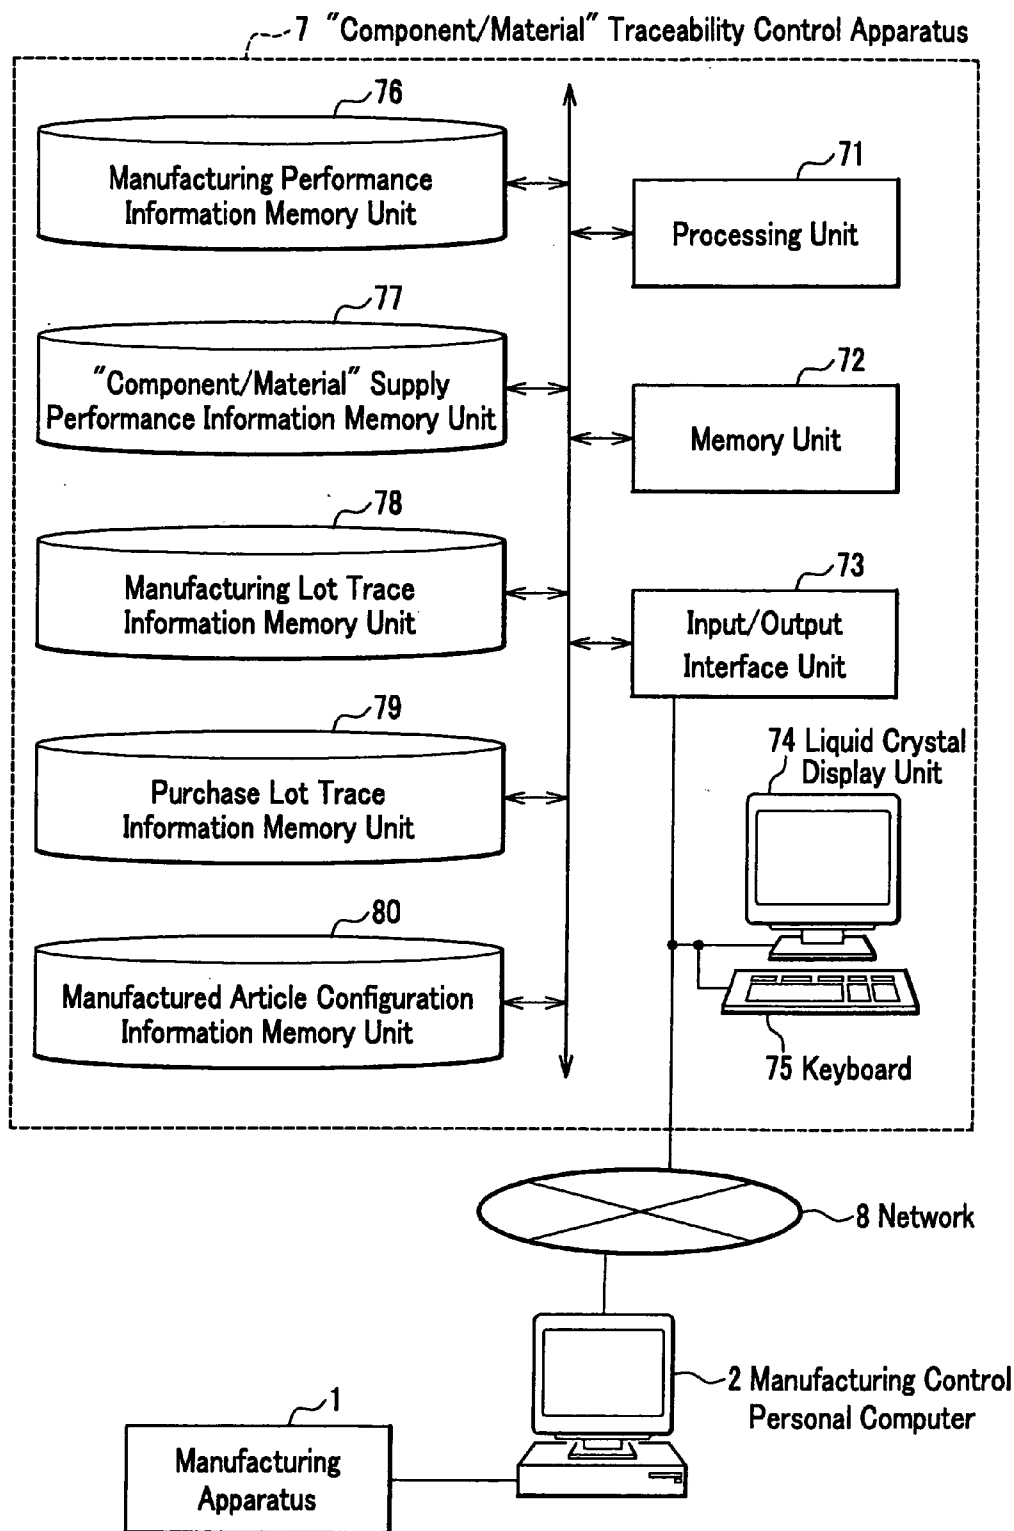 7 "Component/Material" Traceability Control Apparatus
76
Manufacturing Performance
Information Memory Unit
71
Processing Unit
77
"Component/Material" Supply
Performance Information Memory Unit
72
Memory Unit
78
Manufacturing Lot Trace
Information Memory Unit
73
Input/Output
Interface Unit
79
Purchase Lot Trace
Information Memory Unit
74 Liquid Crystal
Display Unit
80
Manufactured Article Configuration
Information Memory Unit
75 Keyboard
8 Network
2 Manufacturing Control
Personal Computer
1
Manufacturing
Apparatus